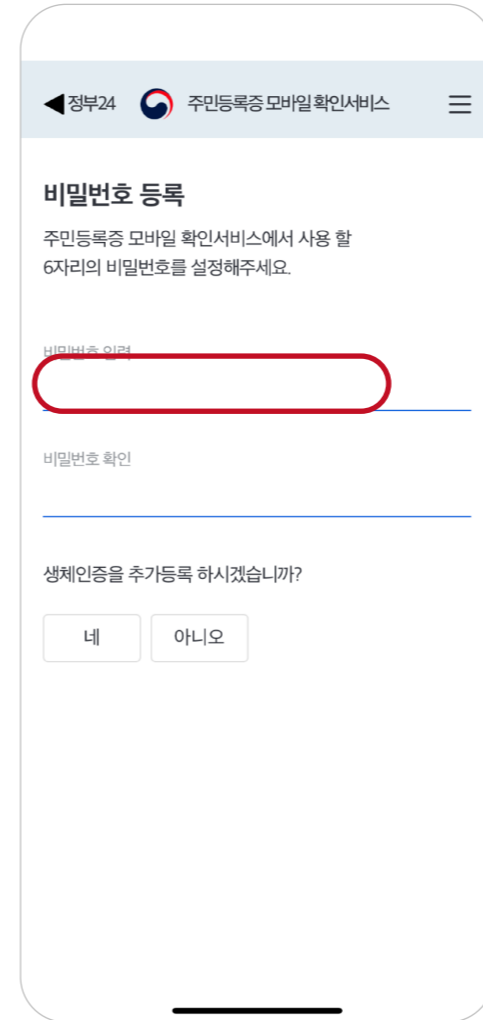 정부24 주민등록증 모바일 확인서비스
비밀번호 등록
주민등록증 모바일 확인서비스에서 사용 할
6자리의 비밀번호를 설정해주세요.
비밀번호 입력
비밀번호 확인
생체인증을 추가등록 하시겠습니까?
네 아니오